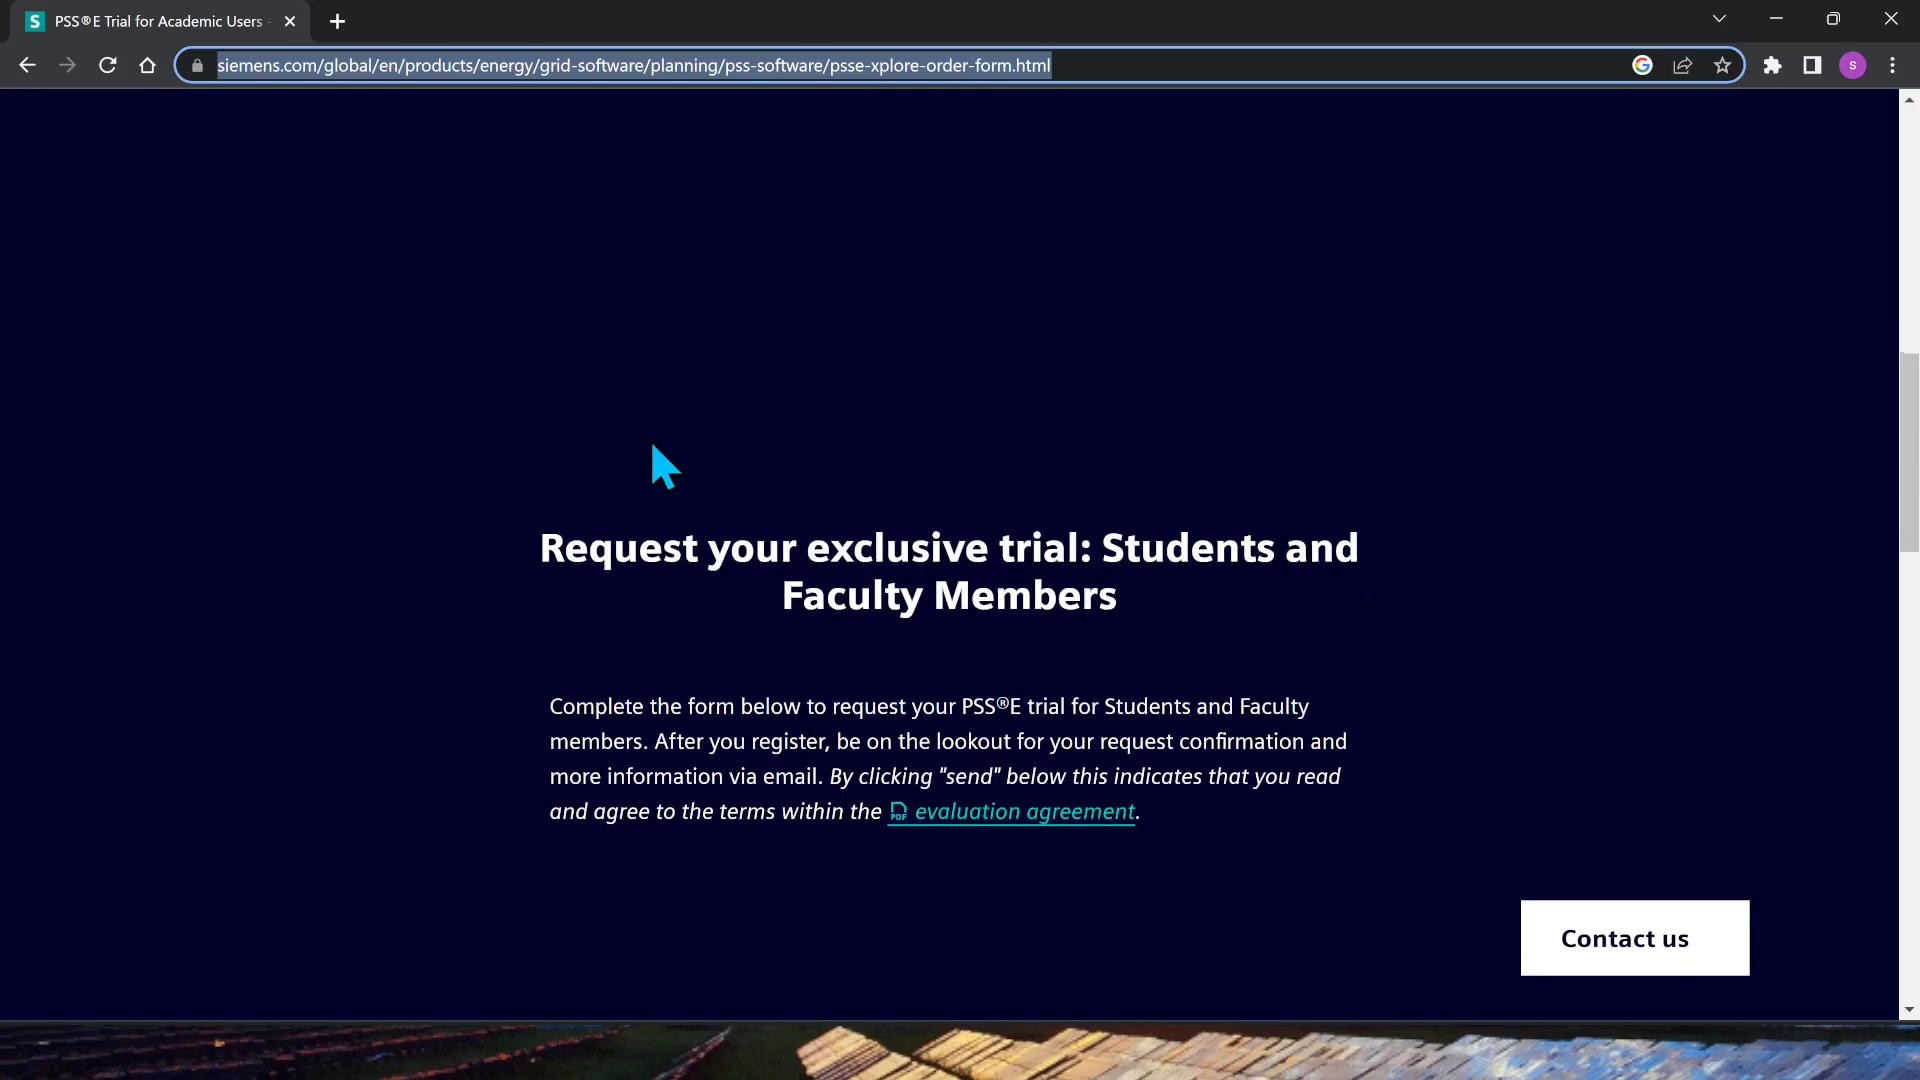 S
PSS®E Trial for Academic Users -
siemens.com/global/en/products/energy/grid-software/planning/pss-software/psse-xplore-order-form.html
G
S
Request your exclusive trial: Students and
Faculty Members
Complete the form below to request your PSS®E trial for Students and Faculty
members. After you register, be on the lookout for your request confirmation and
more information via email. By clicking "send" below this indicates that you read
and agree to the terms within the PDF evaluation agreement.
Contact us